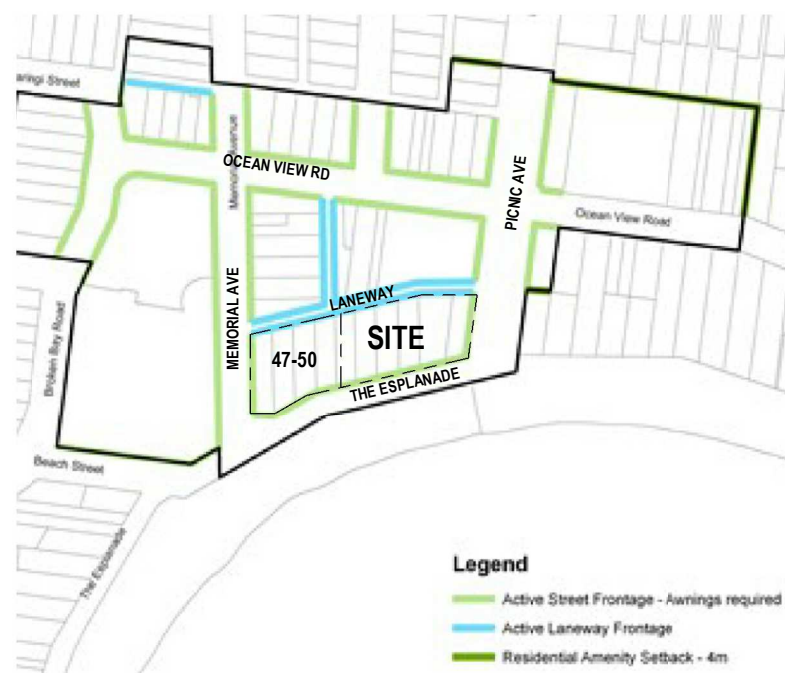 aringi Street
Memorial Avenue
OCEAN VIEW RD
PICNIC AVE
Ocean View Road
LANEWAY
MEMORIAL AVE
SITE
47-50
THE ESPLANADE
Broken Bay Road
Beach Street
The Esplanade
Legend
Active Street Frontage - Awnings required
Active Laneway Frontage
Residential Amenity Setback - 4m